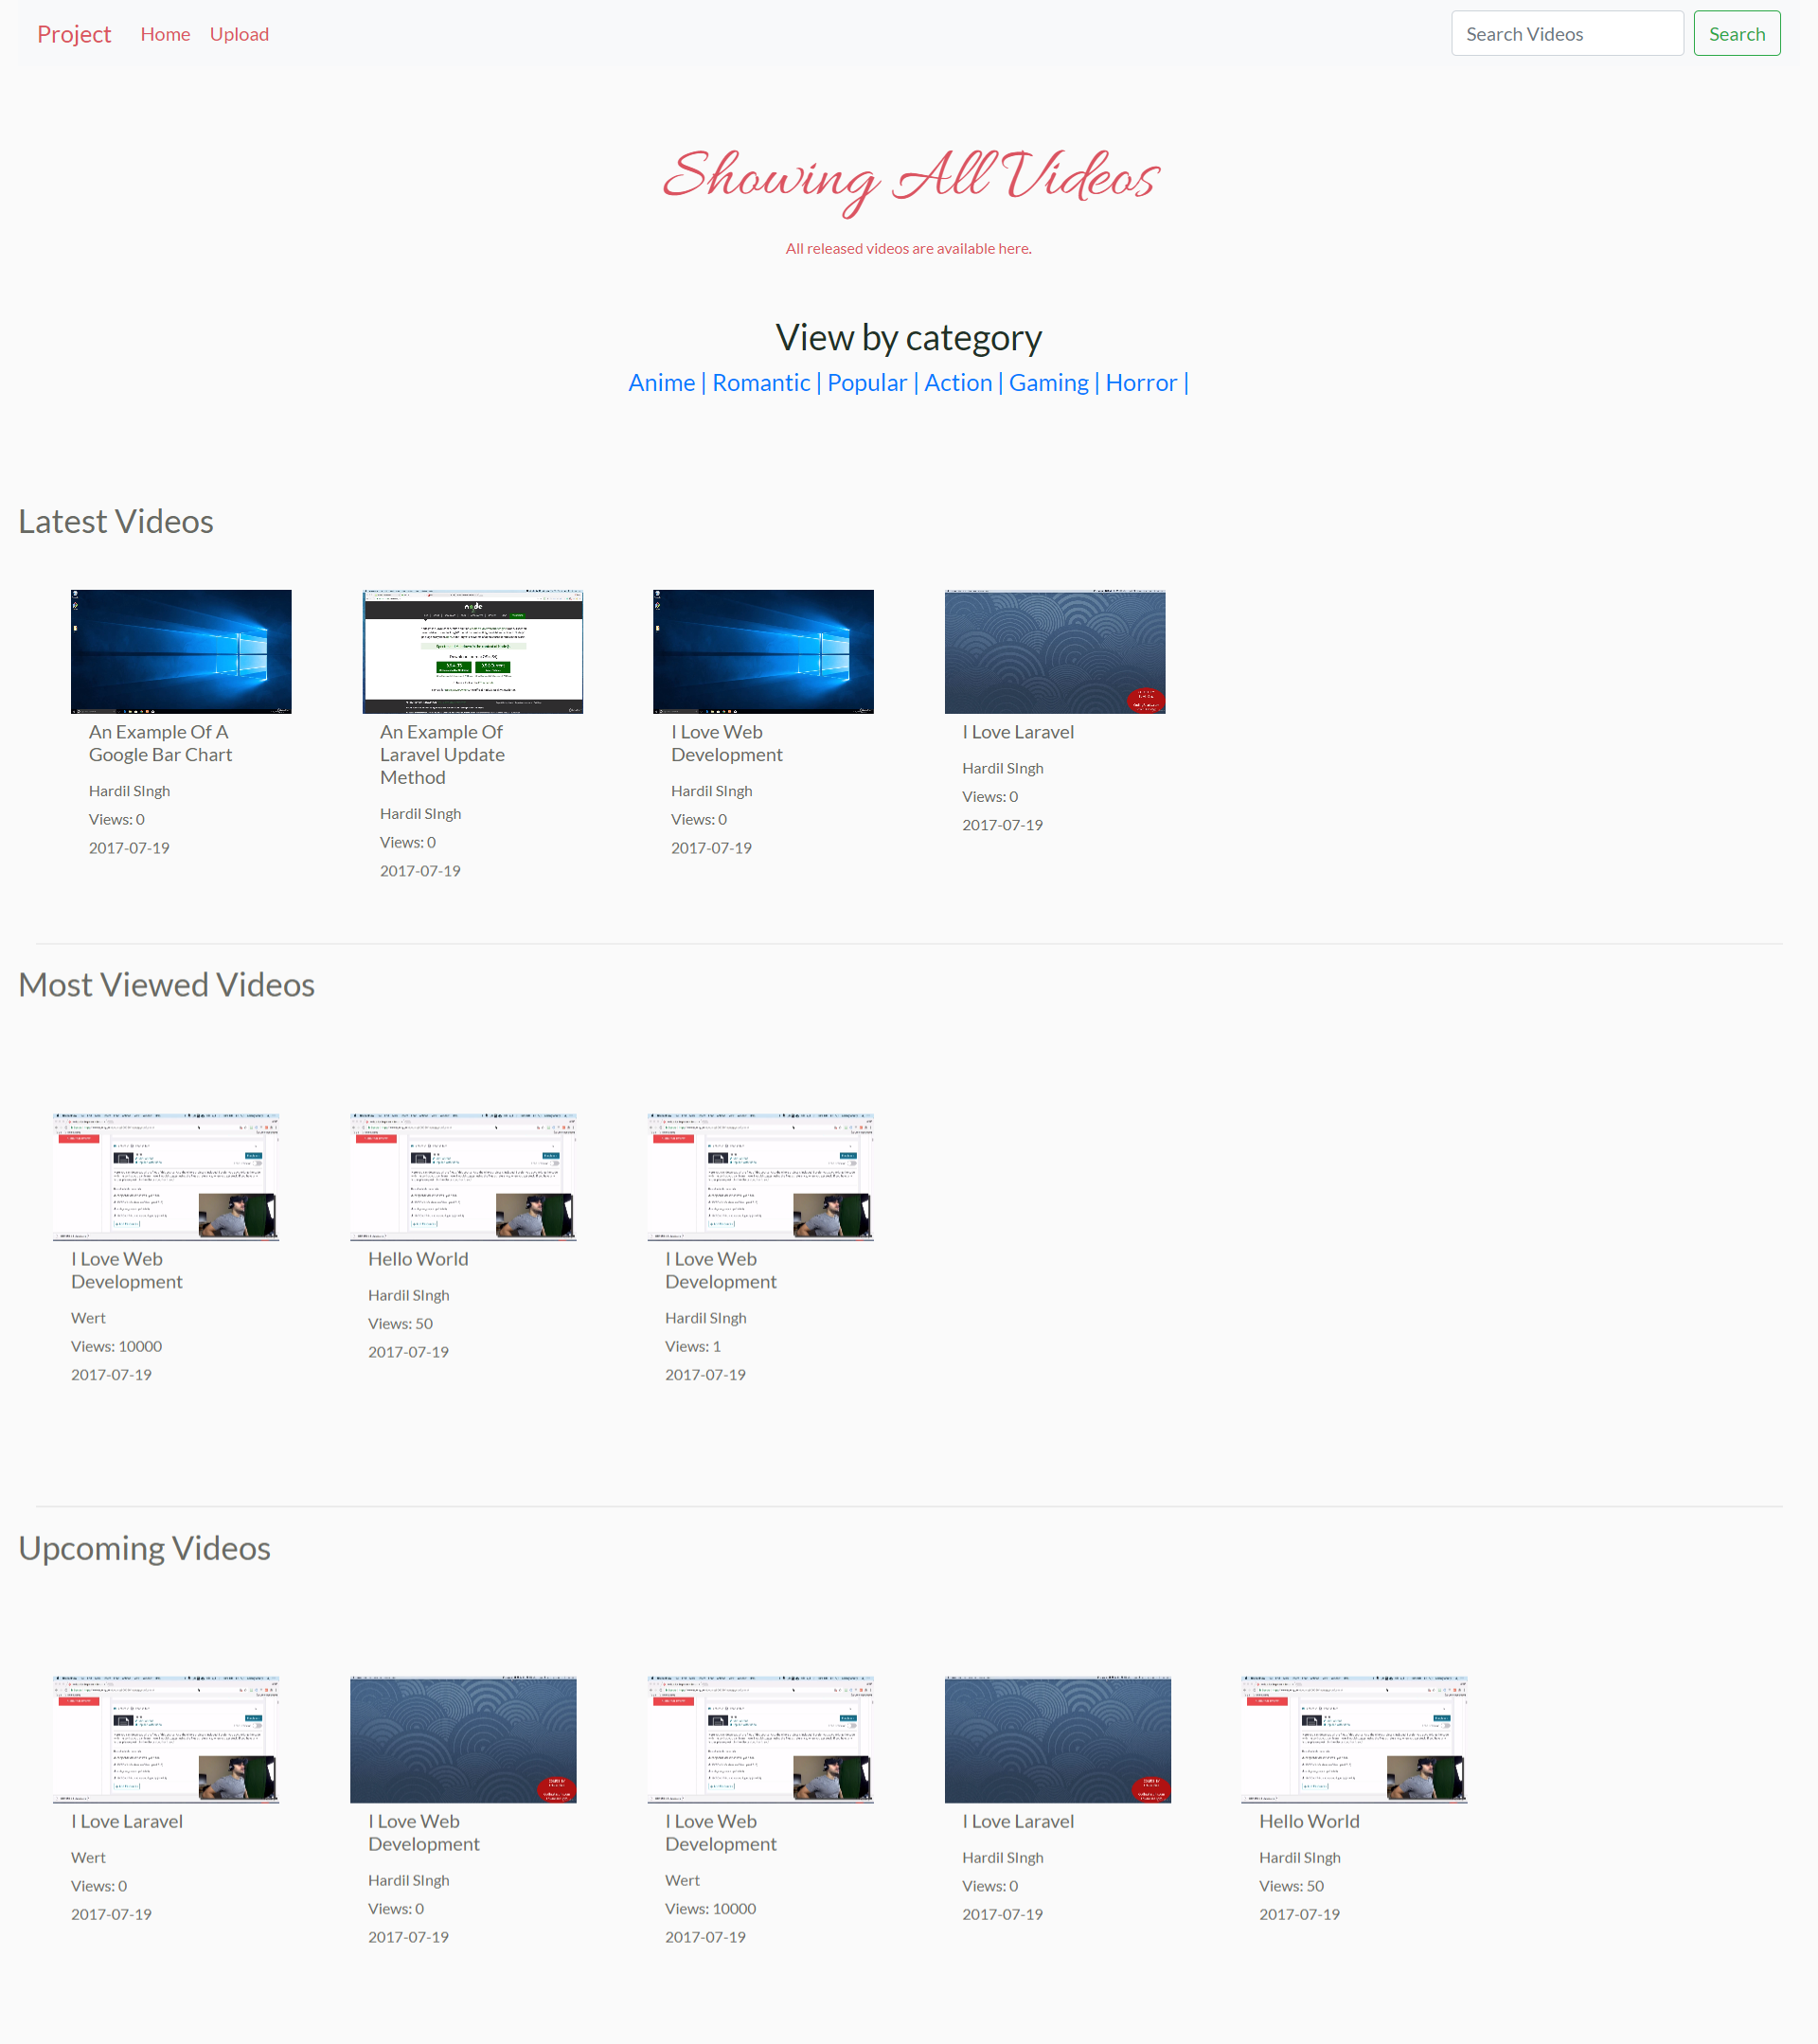 Project Home Upload Search Videos Search
Showing All Videos
All released videos are available here.
View by category
Anime | Romantic | Popular | Action | Gaming | Horror |
Latest Videos
node
An Example Of A
Google Bar Chart
Hardil SIngh
Views: 0
2017-07-19
An Example Of
Laravel Update
Method
Hardil SIngh
Views: 0
2017-07-19
I Love Web
Development
Hardil SIngh
Views: 0
2017-07-19
I Love Laravel
Hardil SIngh
Views: 0
2017-07-19
Most Viewed Videos
I Love Web
Development
Wert
Views: 10000
2017-07-19
Hello World
Hardil SIngh
Views: 50
2017-07-19
I Love Web
Development
Hardil SIngh
Views: 1
2017-07-19
Upcoming Videos
I Love Laravel
Wert
Views: 0
2017-07-19
I Love Web
Development
Hardil SIngh
Views: 0
2017-07-19
I Love Web
Development
Wert
Views: 10000
2017-07-19
I Love Laravel
Hardil SIngh
Views: 0
2017-07-19
Hello World
Hardil SIngh
Views: 50
2017-07-19